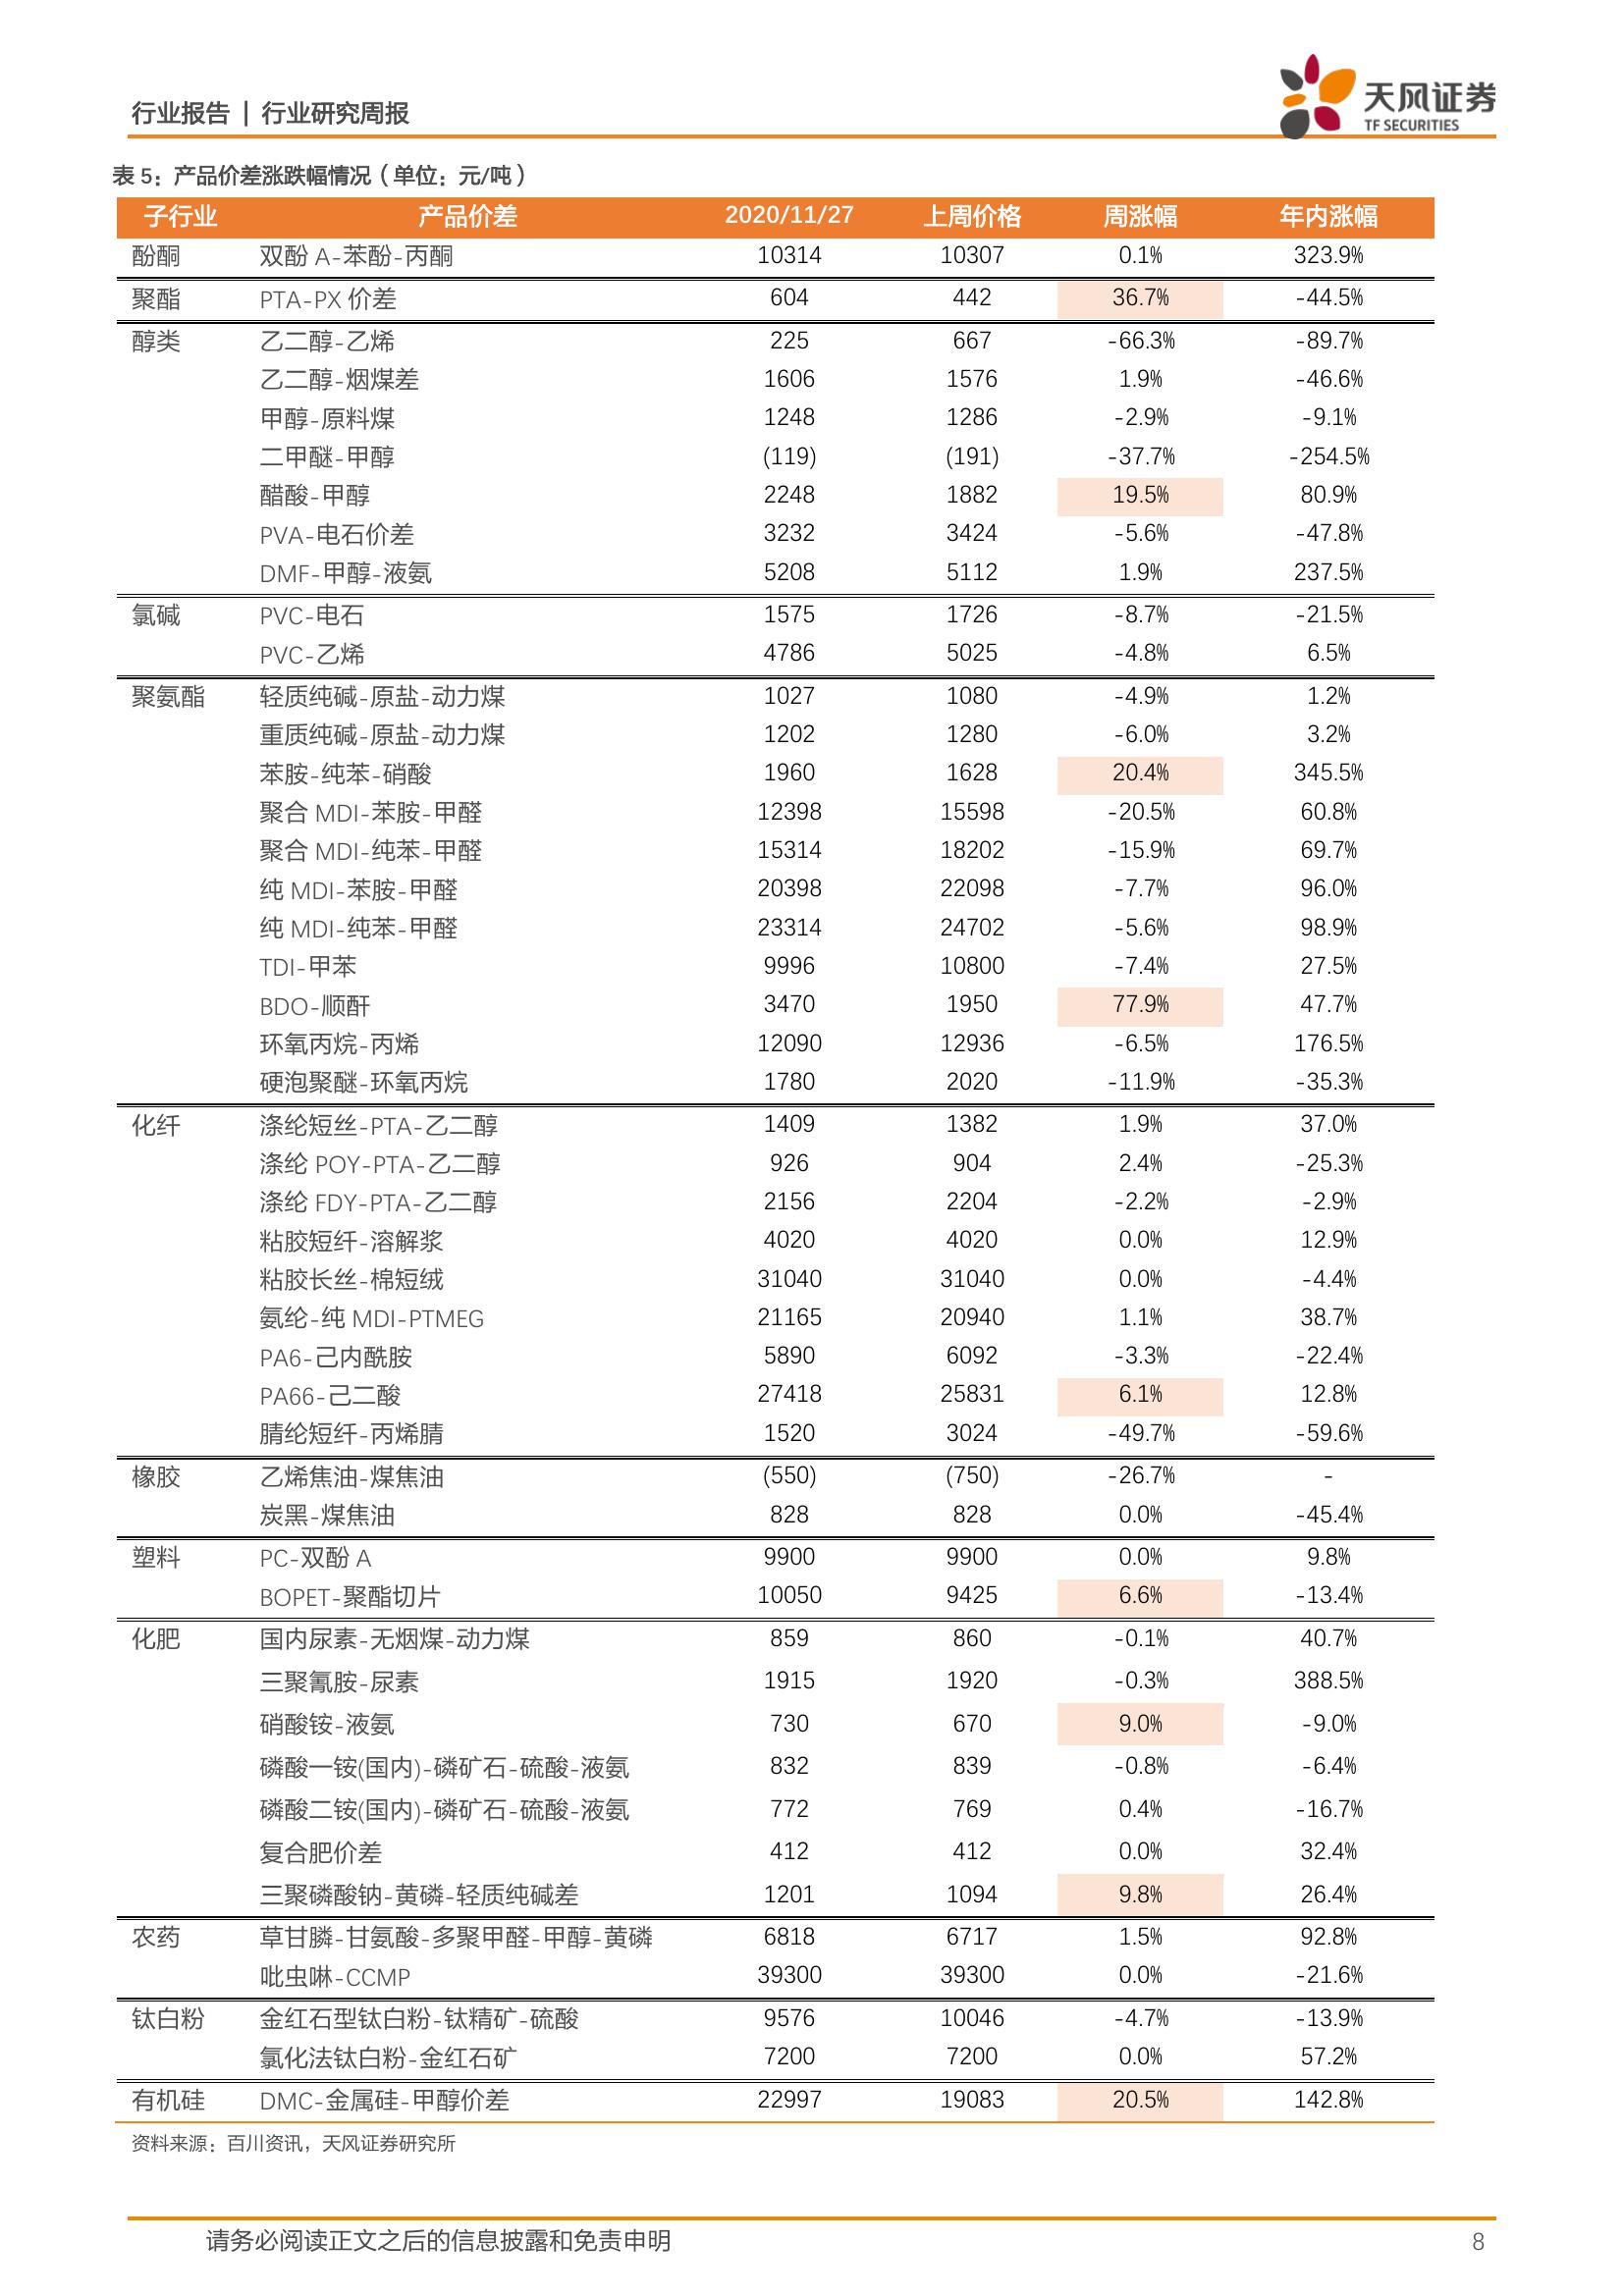 行业报告 | 行业研究周报
天风证券
TF SECURITIES
表 5：产品价差涨跌幅情况（单位：元/吨）
子行业 产品价差 2020/11/27 上周价格 周涨幅 年内涨幅
酚酮 双酚 A-苯酚-丙酮 10314 10307 0.1% 323.9%
聚酯 PTA-PX 价差 604 442 36.7% -44.5%
醇类 乙二醇-乙烯 225 667 -66.3% -89.7%
乙二醇-烟煤差 1606 1576 1.9% -46.6%
甲醇-原料煤 1248 1286 -2.9% -9.1%
二甲醚-甲醇 (119) (191) -37.7% -254.5%
醋酸-甲醇 2248 1882 19.5% 80.9%
PVA-电石价差 3232 3424 -5.6% -47.8%
DMF-甲醇-液氨 5208 5112 1.9% 237.5%
氯碱 PVC-电石 1575 1726 -8.7% -21.5%
PVC-乙烯 4786 5025 -4.8% 6.5%
聚氨酯 轻质纯碱-原盐-动力煤 1027 1080 -4.9% 1.2%
重质纯碱-原盐-动力煤 1202 1280 -6.0% 3.2%
苯胺-纯苯-硝酸 1960 1628 20.4% 345.5%
聚合 MDI-苯胺-甲醛 12398 15598 -20.5% 60.8%
聚合 MDI-纯苯-甲醛 15314 18202 -15.9% 69.7%
纯 MDI-苯胺-甲醛 20398 22098 -7.7% 96.0%
纯 MDI-纯苯-甲醛 23314 24702 -5.6% 98.9%
TDI-甲苯 9996 10800 -7.4% 27.5%
BDO-顺酐 3470 1950 77.9% 47.7%
环氧丙烷-丙烯 12090 12936 -6.5% 176.5%
硬泡聚醚-环氧丙烷 1780 2020 -11.9% -35.3%
化纤 涤纶短丝-PTA-乙二醇 1409 1382 1.9% 37.0%
涤纶 POY-PTA-乙二醇 926 904 2.4% -25.3%
涤纶 FDY-PTA-乙二醇 2156 2204 -2.2% -2.9%
粘胶短纤-溶解浆 4020 4020 0.0% 12.9%
粘胶长丝-棉短绒 31040 31040 0.0% -4.4%
氨纶-纯 MDI-PTMEG 21165 20940 1.1% 38.7%
PA6-己内酰胺 5890 6092 -3.3% -22.4%
PA66-己二酸 27418 25831 6.1% 12.8%
腈纶短纤-丙烯腈 1520 3024 -49.7% -59.6%
橡胶 乙烯焦油-煤焦油 (550) (750) -26.7% -
炭黑-煤焦油 828 828 0.0% -45.4%
塑料 PC-双酚 A 9900 9900 0.0% 9.8%
BOPET-聚酯切片 10050 9425 6.6% -13.4%
化肥 国内尿素-无烟煤-动力煤 859 860 -0.1% 40.7%
三聚氰胺-尿素 1915 1920 -0.3% 388.5%
硝酸铵-液氨 730 670 9.0% -9.0%
磷酸一铵(国内)-磷矿石-硫酸-液氨 832 839 -0.8% -6.4%
磷酸二铵(国内)-磷矿石-硫酸-液氨 772 769 0.4% -16.7%
复合肥价差 412 412 0.0% 32.4%
三聚磷酸钠-黄磷-轻质纯碱差 1201 1094 9.8% 26.4%
农药 草甘膦-甘氨酸-多聚甲醛-甲醇-黄磷 6818 6717 1.5% 92.8%
吡虫啉-CCMP 39300 39300 0.0% -21.6%
钛白粉 金红石型钛白粉-钛精矿-硫酸 9576 10046 -4.7% -13.9%
氯化法钛白粉-金红石矿 7200 7200 0.0% 57.2%
有机硅 DMC-金属硅-甲醇价差 22997 19083 20.5% 142.8%
资料来源：百川资讯，天风证券研究所
请务必阅读正文之后的信息披露和免责申明 8